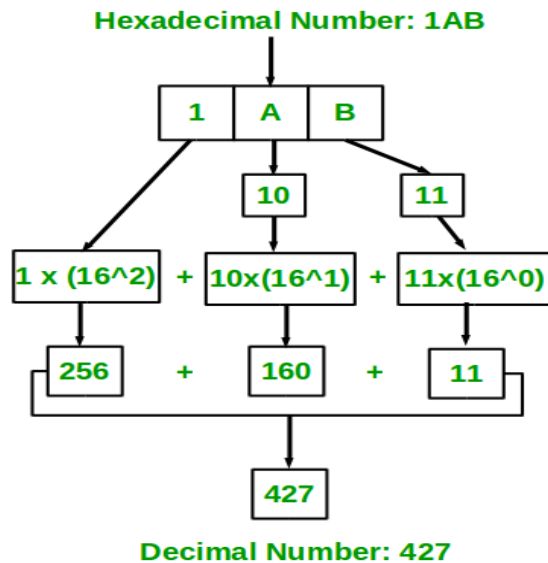 Hexadecimal Number: 1AB
1 A B
10 11
1 x (16^2) + 10x(16^1) + 11x(16^0)
256 + 160 + 11
427
Decimal Number: 427